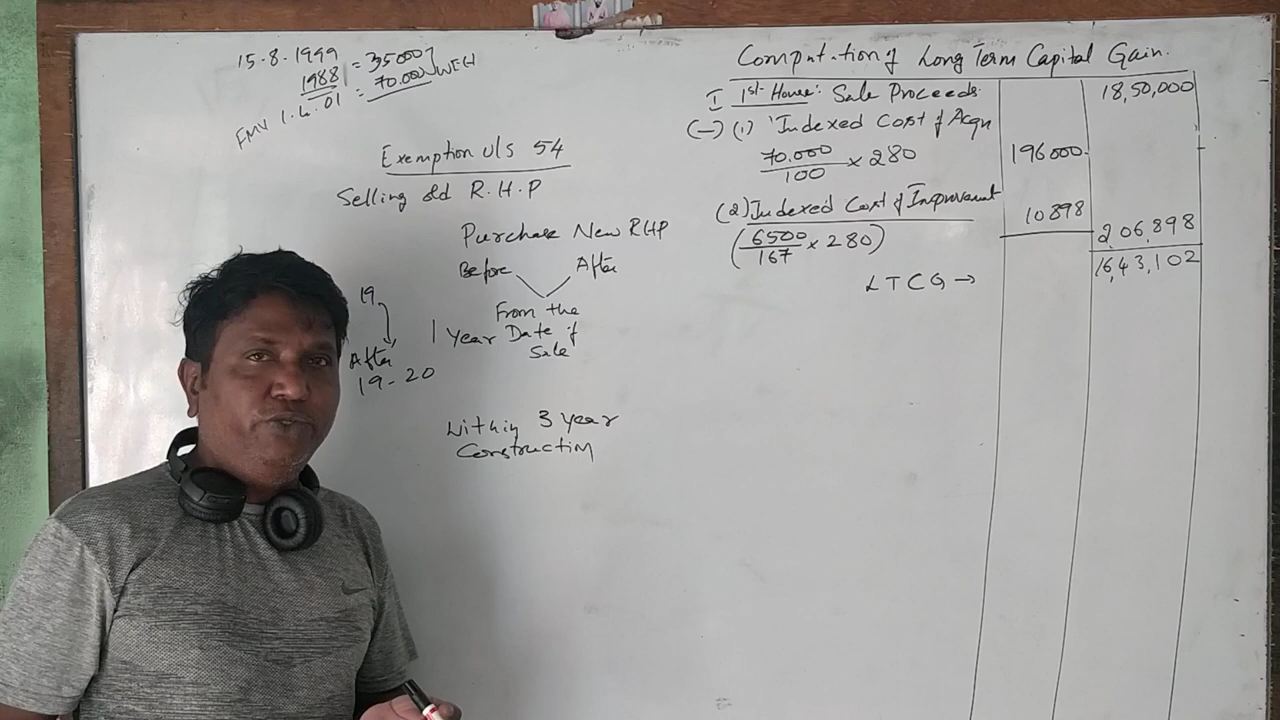 15-8-1999 = 35000
1988 = 70.000 WEH
FMV 1.4.01
Exemption U/s 54
Selling old R.H.P
Purchase New RHP
Before After
From the
1 Year Date of
Sale
19
After
19-20
Within 3 year
Construction
Computation of Long Term Capital Gain.
I 1st House: Sale Proceeds 18,50,000
(-) (1) Indexed Cost of Acqn
70.000/100 x 280 196000.
(2) Indexed Cost of Improvement 10898
(6500/167 x 280) 2,06,898
LTCG → 16,43,102